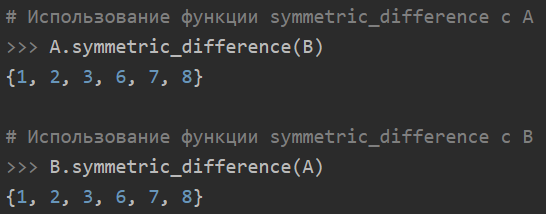 # Использование функции symmetric_difference с A
>>> A.symmetric_difference(B)
{1, 2, 3, 6, 7, 8}
# Использование функции symmetric_difference с B
>>> B.symmetric_difference(A)
{1, 2, 3, 6, 7, 8}